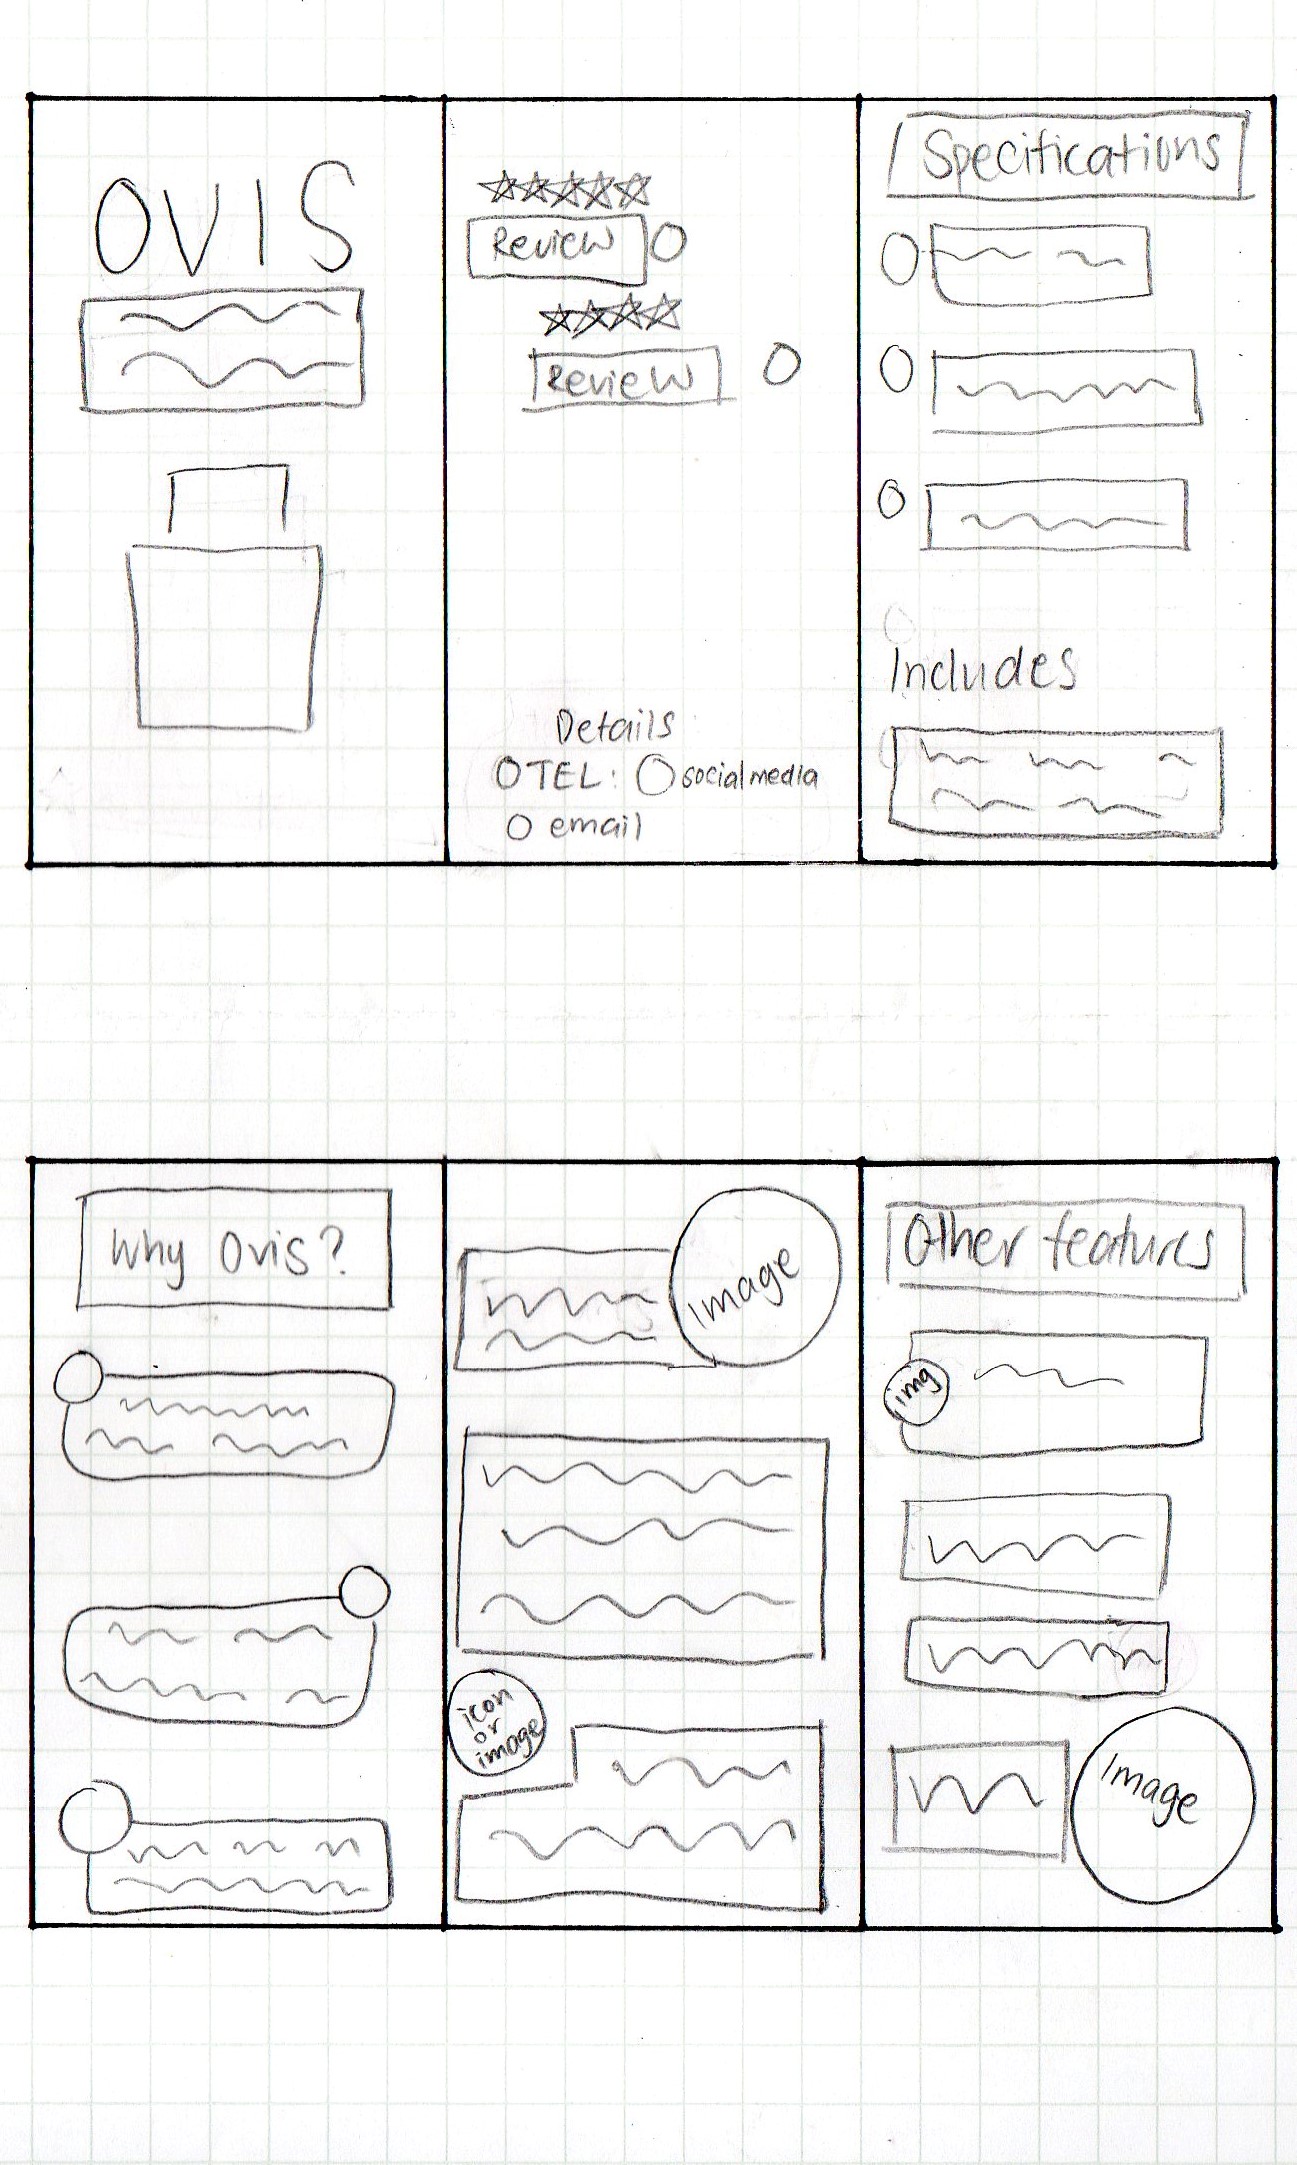 OVIS
Review
Review
Details
TEL: social media
email
Specifications
Includes
Why Ovis?
Image
icon
or
image
Other features
img
Image